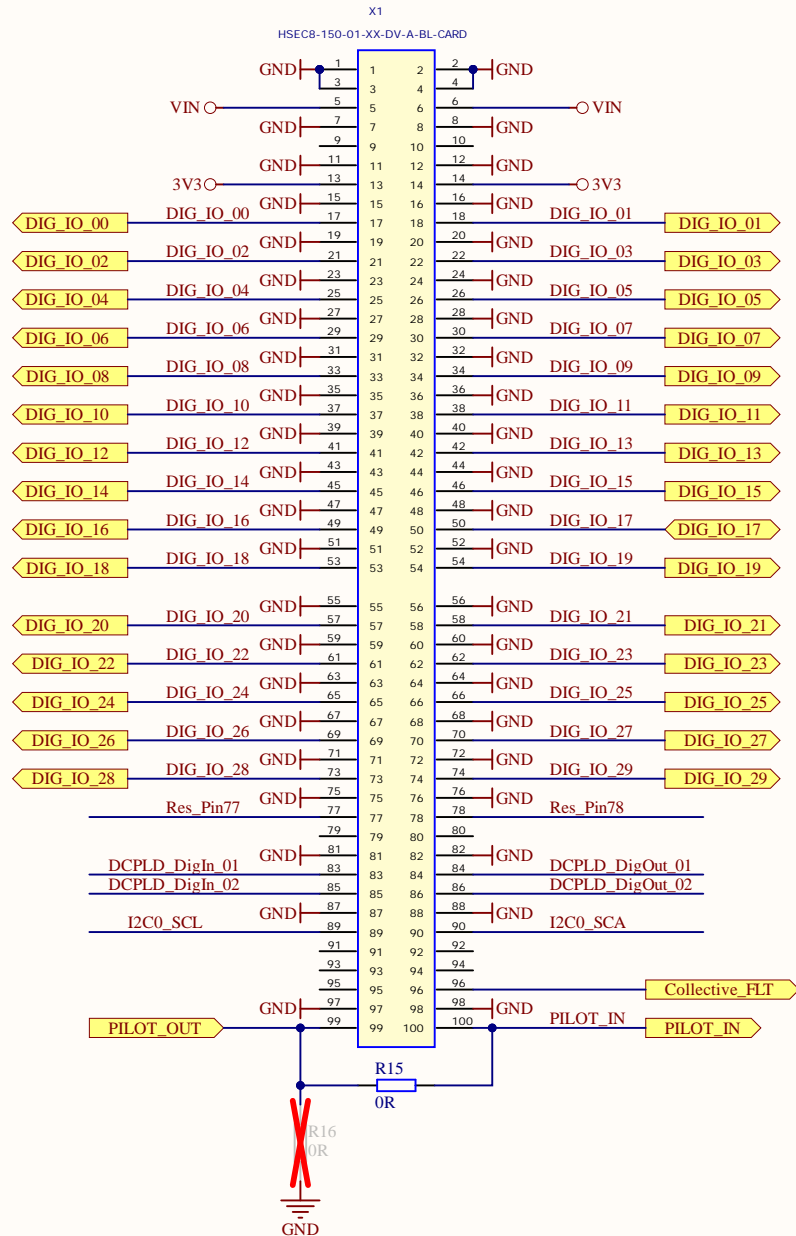 X1
HSEC8-150-01-XX-DV-A-BL-CARD
GND 1 1 2 2 GND
3 3 4 4
VIN 5 5 6 6 VIN
GND 7 7 8 8 GND
9 9 10 10
GND 11 11 12 12 GND
3V3 13 13 14 14 3V3
GND 15 15 16 16 GND
DIG_IO_00 DIG_IO_00 17 17 18 18 DIG_IO_01 DIG_IO_01
GND 19 19 20 20 GND
DIG_IO_02 DIG_IO_02 21 21 22 22 DIG_IO_03 DIG_IO_03
GND 23 23 24 24 GND
DIG_IO_04 DIG_IO_04 25 25 26 26 DIG_IO_05 DIG_IO_05
GND 27 27 28 28 GND
DIG_IO_06 DIG_IO_06 29 29 30 30 DIG_IO_07 DIG_IO_07
GND 31 31 32 32 GND
DIG_IO_08 DIG_IO_08 33 33 34 34 DIG_IO_09 DIG_IO_09
GND 35 35 36 36 GND
DIG_IO_10 DIG_IO_10 37 37 38 38 DIG_IO_11 DIG_IO_11
GND 39 39 40 40 GND
DIG_IO_12 DIG_IO_12 41 41 42 42 DIG_IO_13 DIG_IO_13
GND 43 43 44 44 GND
DIG_IO_14 DIG_IO_14 45 45 46 46 DIG_IO_15 DIG_IO_15
GND 47 47 48 48 GND
DIG_IO_16 DIG_IO_16 49 49 50 50 DIG_IO_17 DIG_IO_17
GND 51 51 52 52 GND
DIG_IO_18 DIG_IO_18 53 53 54 54 DIG_IO_19 DIG_IO_19
GND 55 55 56 56 GND
DIG_IO_20 DIG_IO_20 57 57 58 58 DIG_IO_21 DIG_IO_21
GND 59 59 60 60 GND
DIG_IO_22 DIG_IO_22 61 61 62 62 DIG_IO_23 DIG_IO_23
GND 63 63 64 64 GND
DIG_IO_24 DIG_IO_24 65 65 66 66 DIG_IO_25 DIG_IO_25
GND 67 67 68 68 GND
DIG_IO_26 DIG_IO_26 69 69 70 70 DIG_IO_27 DIG_IO_27
GND 71 71 72 72 GND
DIG_IO_28 DIG_IO_28 73 73 74 74 DIG_IO_29 DIG_IO_29
GND 75 75 76 76 GND
Res_Pin77 77 77 78 78 Res_Pin78
79 79 80 80
GND 81 81 82 82 GND
DCPLD_DigIn_01 83 83 84 84 DCPLD_DigOut_01
DCPLD_DigIn_02 85 85 86 86 DCPLD_DigOut_02
GND 87 87 88 88 GND
I2C0_SCL 89 89 90 90 I2C0_SCA
91 91 92 92
93 93 94 94
95 95 96 96 Collective_FLT
GND 97 97 98 98 GND
PILOT_OUT 99 99 100 100 PILOT_IN PILOT_IN
R15
0R
R16
0R
GND